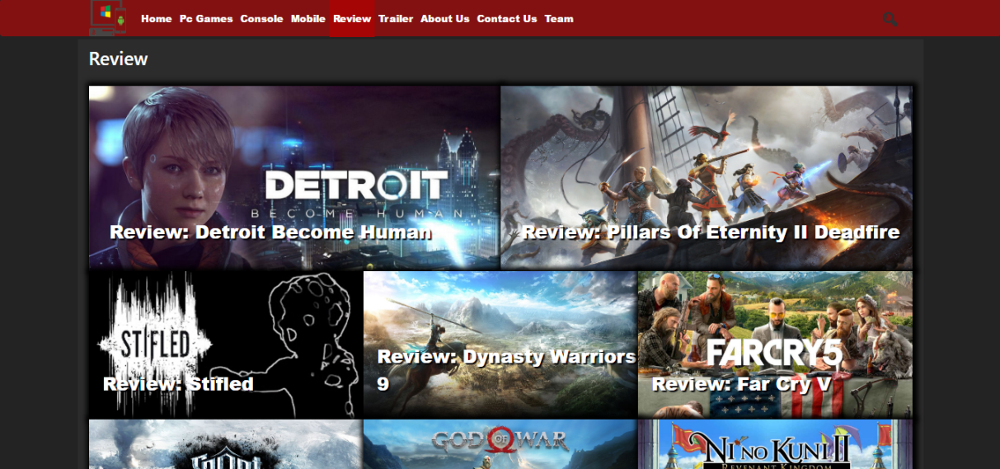 Home Pc Games Console Mobile Review Trailer About Us Contact Us Team
Review
DETROIT
BECOME HUMAN
Review: Detroit Become Human
Review: Pillars Of Eternity II Deadfire
STIFLED
Review: Stifled
Review: Dynasty Warriors
9
FARCRY5
Review: Far Cry V
GOD OF WAR
NI NO KUNI II
REVENANT KINGDOM